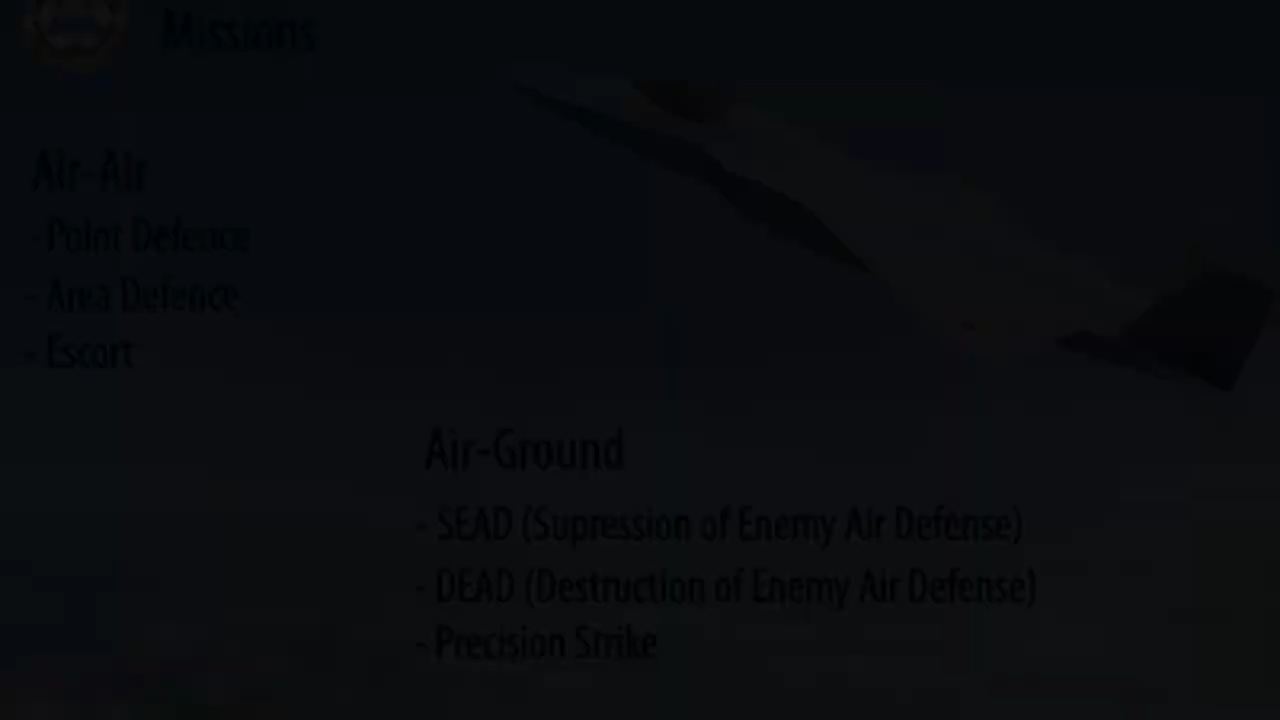 Missions
Air-Air
- Point Defence
- Area Defence
- Escort
Air-Ground
- SEAD (Supression of Enemy Air Defense)
- DEAD (Destruction of Enemy Air Defense)
- Precision Strike